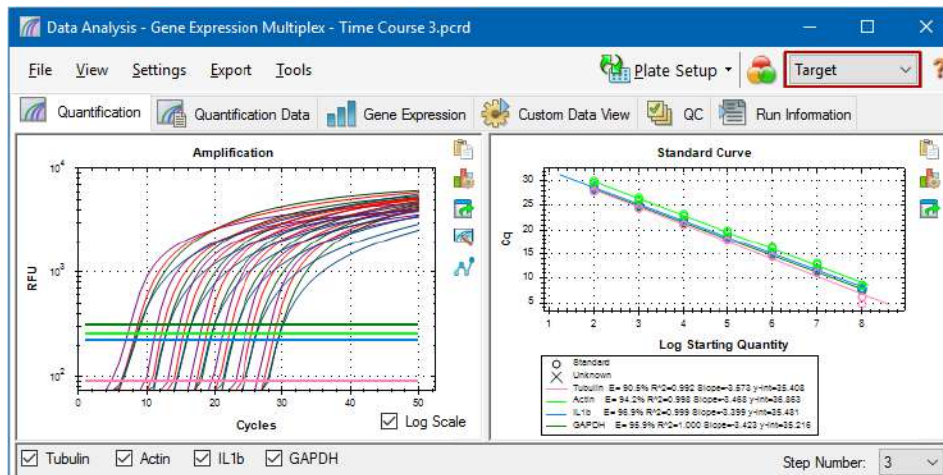 Data Analysis - Gene Expression Multiplex - Time Course 3.pcrd
File View Settings Export Tools Plate Setup Target ?
Quantification Quantification Data Gene Expression Custom Data View QC Run Information
Amplification
10^4
10^3
10^2
RFU
0 10 20 30 40 50
Cycles
Log Scale
Standard Curve
30
25
20
15
10
5
Cq
1 2 3 4 5 6 7 8
Log Starting Quantity
Standard
Unknown
Tubulin E= 90.5% R^2=0.992 Slope=-3.573 y-int=35.408
Actin E= 94.2% R^2=0.998 Slope=-3.468 y-int=36.863
IL1b E= 96.9% R^2=0.999 Slope=-3.399 y-int=35.481
GAPDH E= 95.9% R^2=1.000 Slope=-3.423 y-int=35.216
Tubulin Actin IL1b GAPDH Step Number: 3